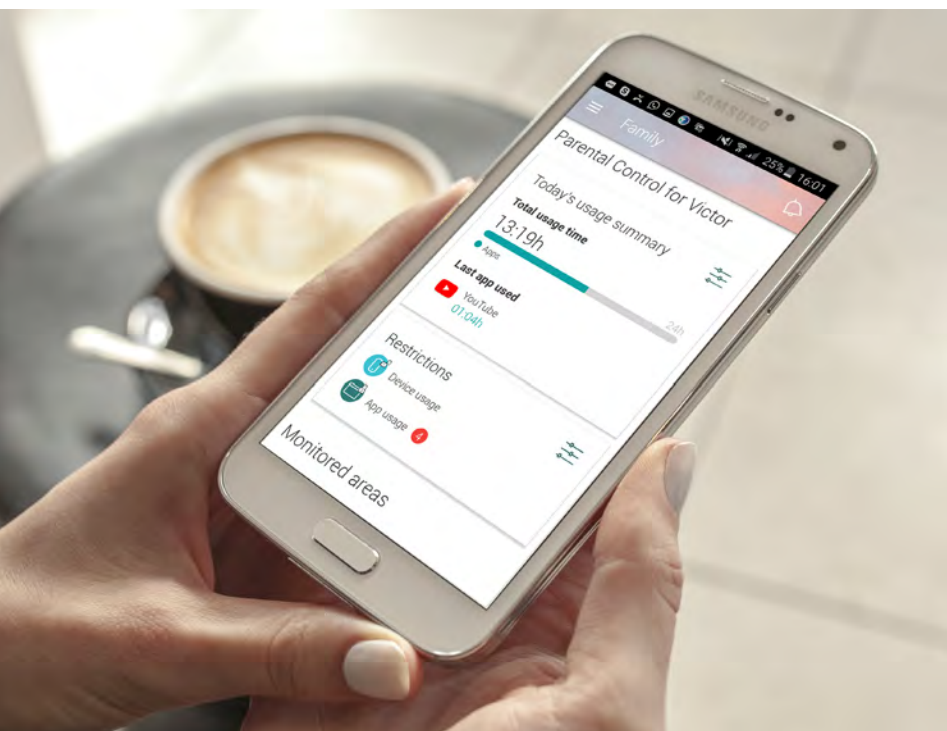 SAMSUNG
25% 16:01
Family
Parental Control for Victor
Today's usage summary
Total usage time
13:19h
Apps
24h
Last app used
YouTube
01:04h
Restrictions
Device usage
App usage 4
Monitored areas